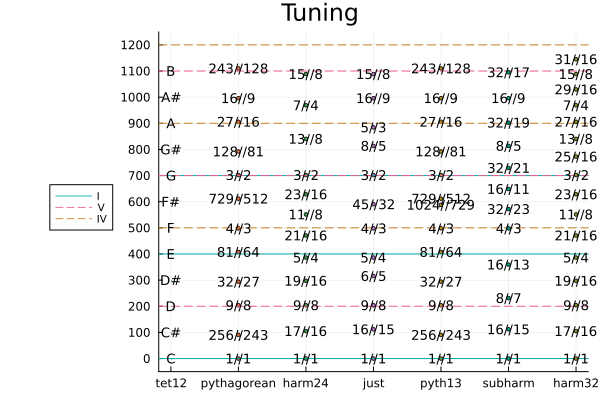 Tuning
1200
31//16
1100 B 243//128 15//8 15//8 243//128 32//17 15//8
29//16
1000 A# 16//9 7//4 16//9 16//9 16//9 7//4
900 A 27//16 5//3 27//16 32//19 27//16
13//8 13//8
800 G# 128//81 8//5 128//81 8//5 25//16
32//21
700 G 3//2 3//2 3//2 3//2 3//2 3//2
I
V
IV
600 F# 729//512 23//16 45//32 729//512 1024//729 16//11 23//16
11//8 32//23 11//8
500 F 4//3 21//16 4//3 4//3 4//3 21//16
400 E 81//64 5//4 5//4 81//64 16//13 5//4
300 D# 32//27 19//16 6//5 32//27 19//16
8//7
200 D 9//8 9//8 9//8 9//8 9//8
100 C# 256//243 17//16 16//15 256//243 16//15 17//16
0 C 1//1 1//1 1//1 1//1 1//1 1//1
tet12 pythagorean harm24 just pyth13 subharm harm32